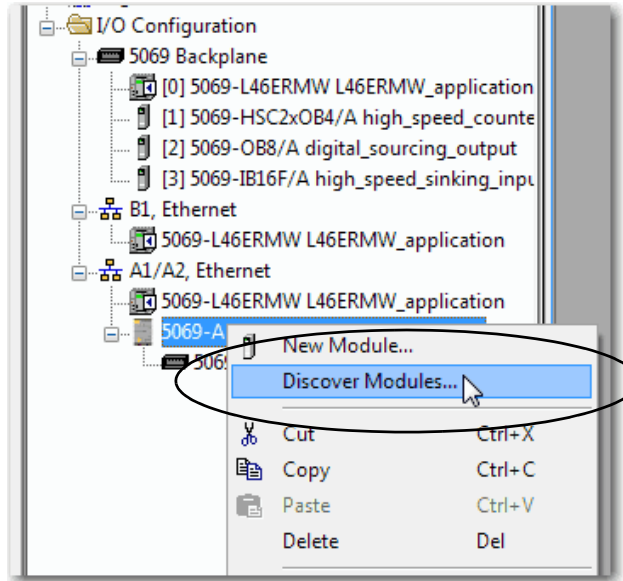 I/O Configuration
5069 Backplane
[0] 5069-L46ERMW L46ERMW_application
[1] 5069-HSC2xOB4/A high_speed_counte
[2] 5069-OB8/A digital_sourcing_output
[3] 5069-IB16F/A high_speed_sinking_inpu
B1, Ethernet
5069-L46ERMW L46ERMW_application
A1/A2, Ethernet
5069-L46ERMW L46ERMW_application
5069-A
New Module...
506
Discover Modules...
Cut Ctrl+X
Copy Ctrl+C
Paste Ctrl+V
Delete Del